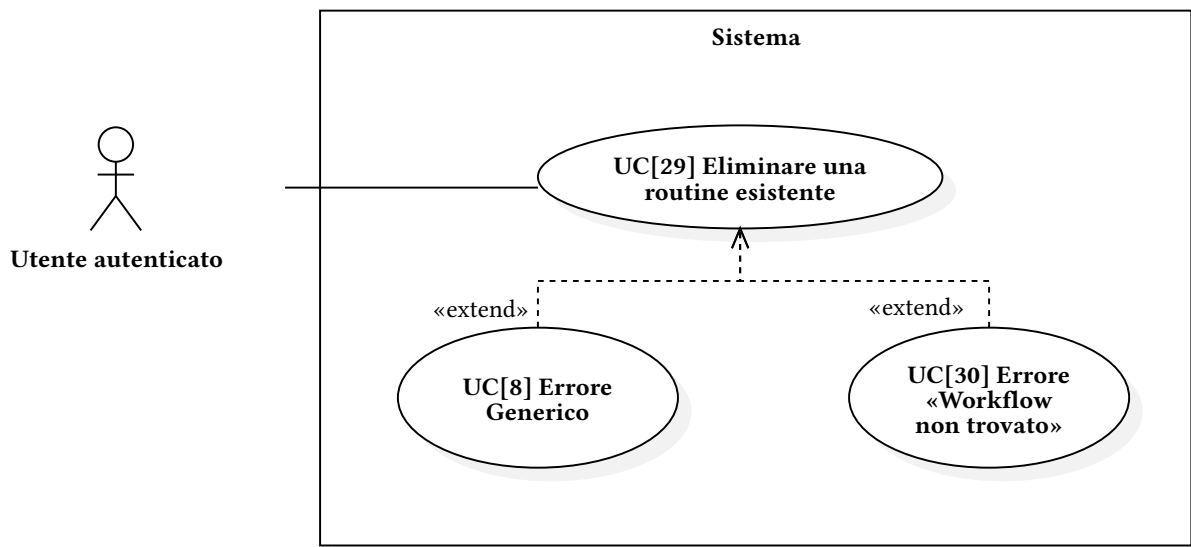 Sistema
UC[29] Eliminare una
routine esistente
Utente autenticato
«extend»
«extend»
UC[8] Errore
Generico
UC[30] Errore
«Workflow
non trovato»